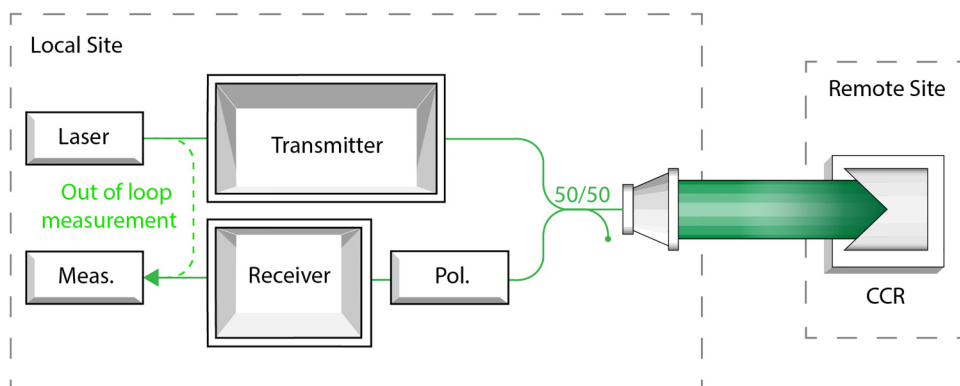 Local Site
Remote Site
Laser
Transmitter
Out of loop
measurement
50/50
Meas.
Receiver
Pol.
CCR